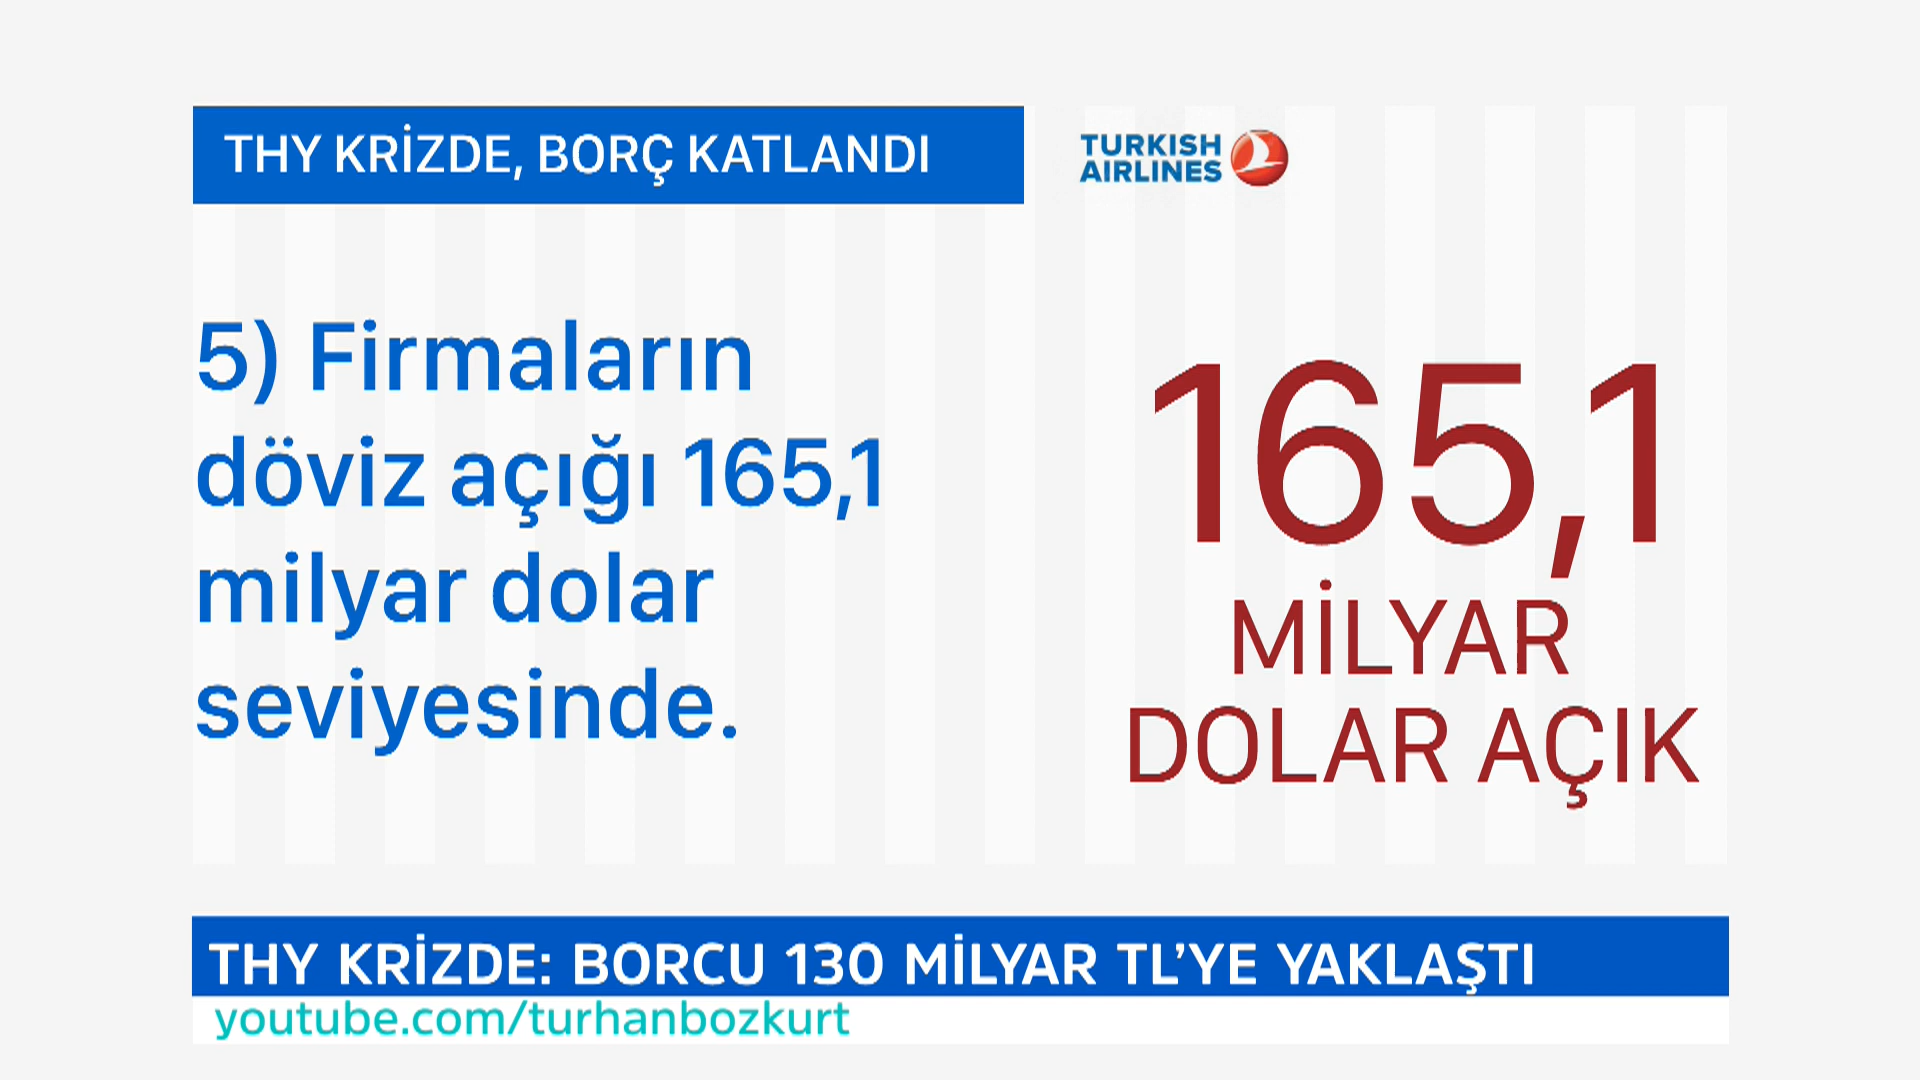 THY KRİZDE, BORÇ KATLANDI
TURKISH
AIRLINES
5) Firmaların
döviz açığı 165,1
milyar dolar
seviyesinde.
165,1
MİLYAR
DOLAR AÇIK
THY KRİZDE: BORCU 130 MİLYAR TL’YE YAKLAŞTI
youtube.com/turhanbozkurt